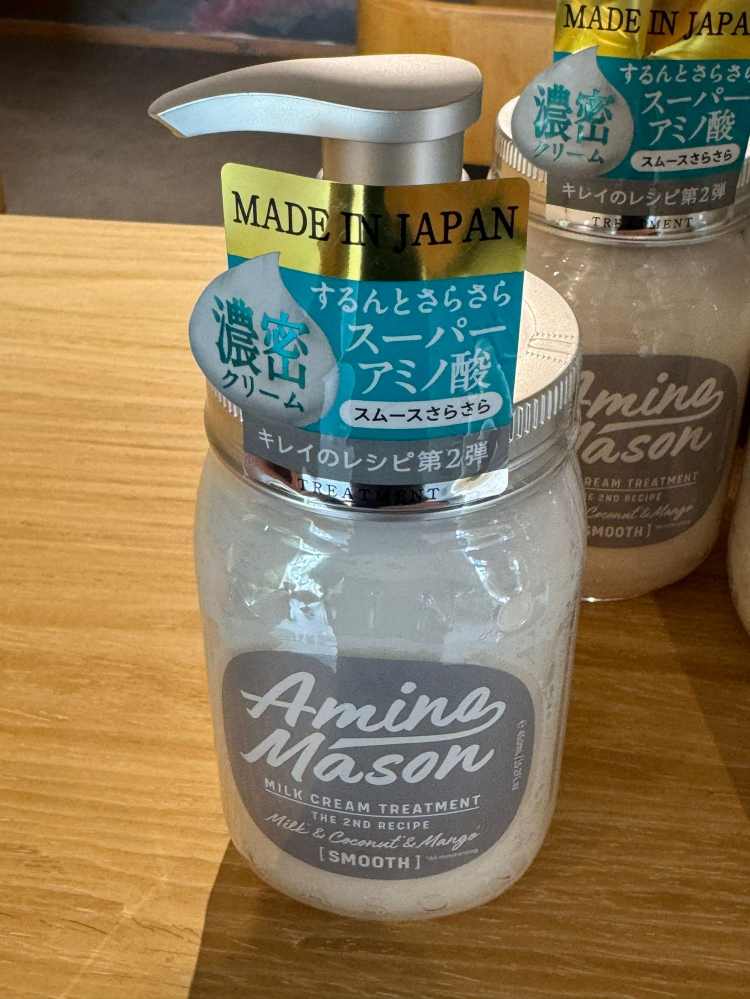 MADE IN JAPAN
するんとさらさら
濃密
クリーム
スーパー
アミノ酸
スムースさらさら
キレイのレシピ第2弾
TREATMENT
Amino
Mason
MILK CREAM TREATMENT
THE 2ND RECIPE
Milk & Coconut & Mango
[SMOOTH]
MADE IN JAPA
するんとさらさら
濃密
クリーム
スーパー
アミノ酸
スムースさらさら
キレイのレシピ第2弾
TREATMENT
Amino
Mason
REAM TREATMENT
HE 2ND RECIPE
& Coconut & Mango
SMOOTH]